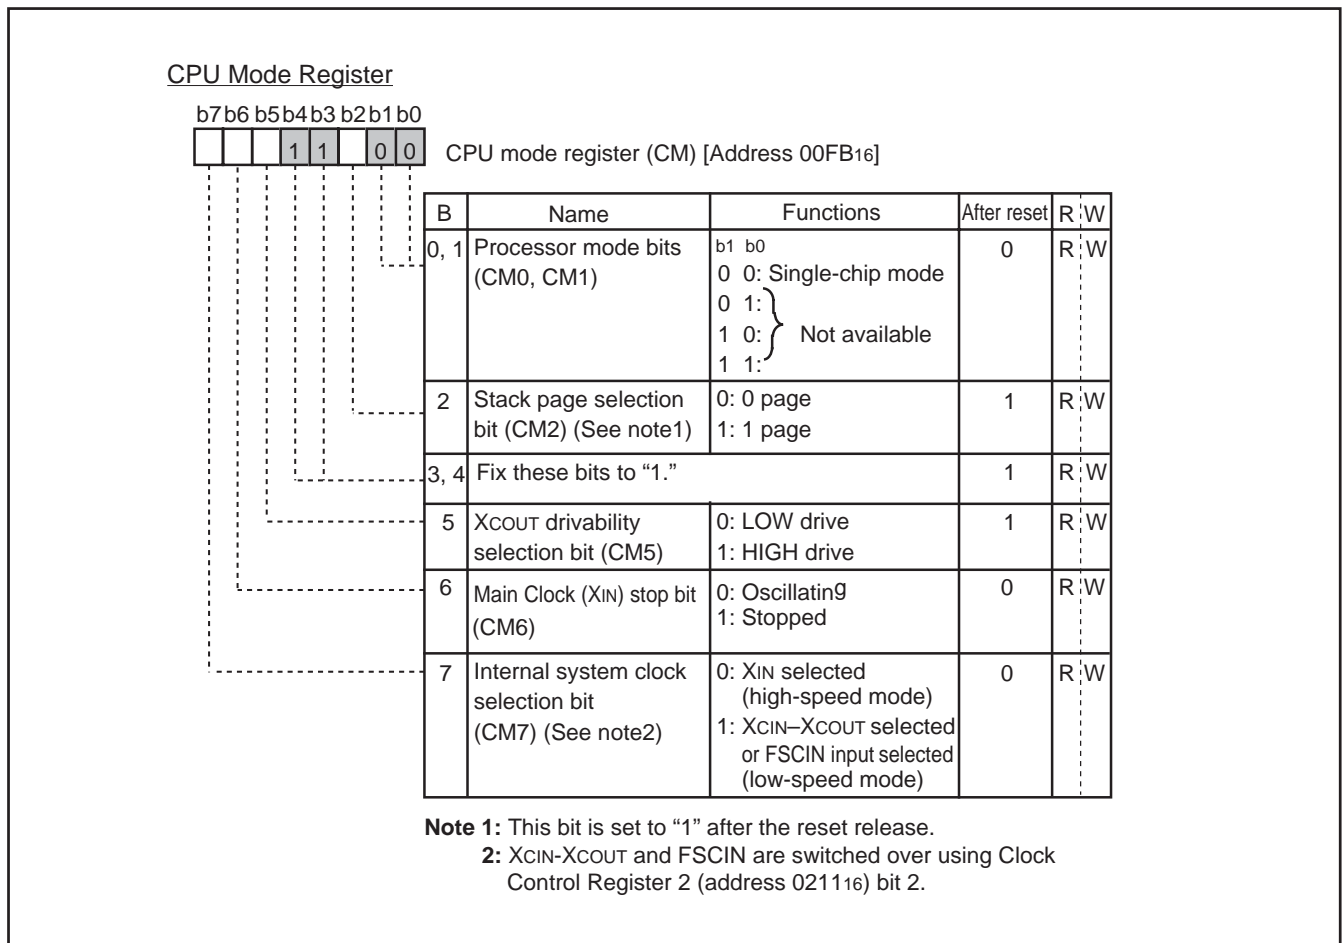 CPU Mode Register
b7 b6 b5 b4 b3 b2 b1 b0
1 1 0 0 CPU mode register (CM) [Address 00FB16]
B Name Functions After reset R W
0, 1 Processor mode bits (CM0, CM1)
b1 b0
0 0: Single-chip mode
0 1:
1 0: Not available
1 1:
0 R W
2 Stack page selection bit (CM2) (See note1)
0: 0 page
1: 1 page
1 R W
3, 4 Fix these bits to “1.” 1 R W
5 XCOUT drivability selection bit (CM5)
0: LOW drive
1: HIGH drive
1 R W
6 Main Clock (XIN) stop bit (CM6)
0: Oscillating
1: Stopped
0 R W
7 Internal system clock selection bit (CM7) (See note2)
0: XIN selected
(high-speed mode)
1: XCIN–XCOUT selected
or FSCIN input selected
(low-speed mode)
0 R W
Note 1: This bit is set to “1” after the reset release.
2: XCIN-XCOUT and FSCIN are switched over using Clock
Control Register 2 (address 021116) bit 2.